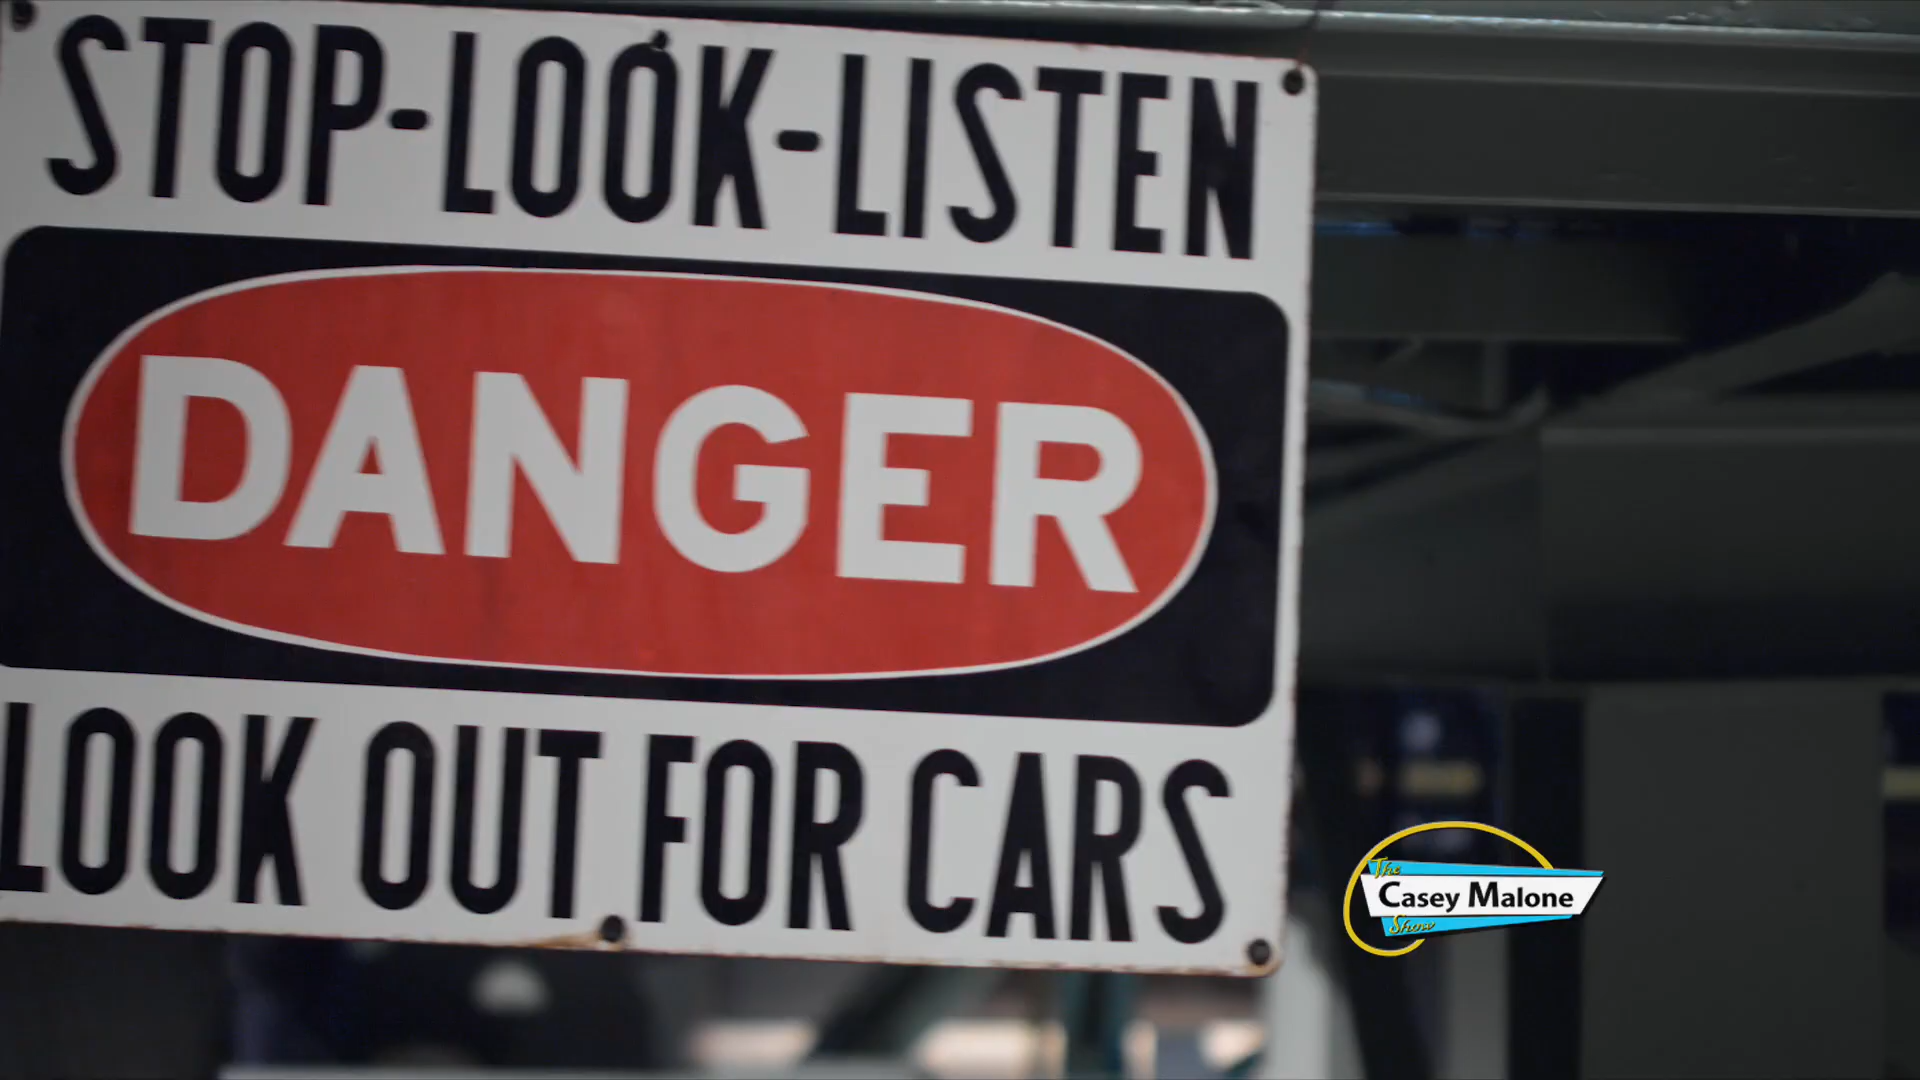 STOP-LOOK-LISTEN
DANGER
LOOK OUT FOR CARS
The
Casey Malone
Show